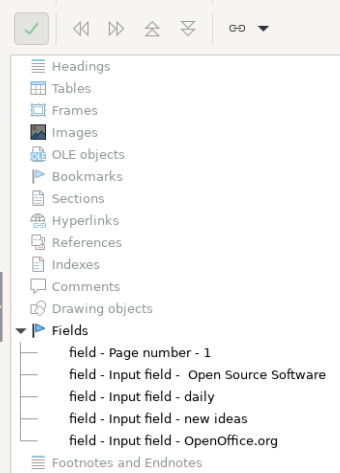 Headings
Tables
Frames
Images
OLE objects
Bookmarks
Sections
Hyperlinks
References
Indexes
Comments
Drawing objects
Fields
field - Page number - 1
field - Input field -  Open Source Software
field - Input field - daily
field - Input field - new ideas
field - Input field - OpenOffice.org
Footnotes and Endnotes